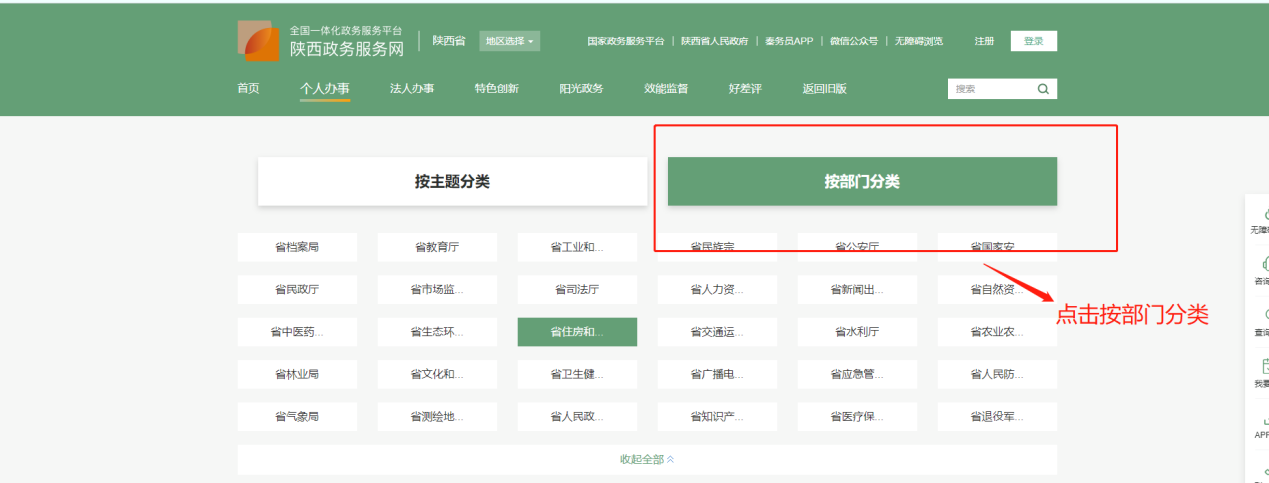 全国一体化政务服务平台
陕西政务服务网
陕西省
地区选择
国家政务服务平台 | 陕西省人民政府 | 秦务员APP | 微信公众号 | 无障碍浏览
注册
登录
首页
个人办事
法人办事
特色创新
阳光政务
效能监督
好差评
返回旧版
搜索
按主题分类
按部门分类
省档案局
省教育厅
省工业和...
省民族宗...
省公安厅
省国家安...
省民政厅
省市场监...
省司法厅
省人力资...
省新闻出...
省自然资...
省中医药...
省生态环...
省住房和...
省交通运...
省水利厅
省农业农...
点击按部门分类
省林业局
省文化和...
省卫生健...
省广播电...
省应急管...
省人民防...
省气象局
省测绘地...
省人民政...
省知识产...
省医疗保...
省退役军...
收起全部